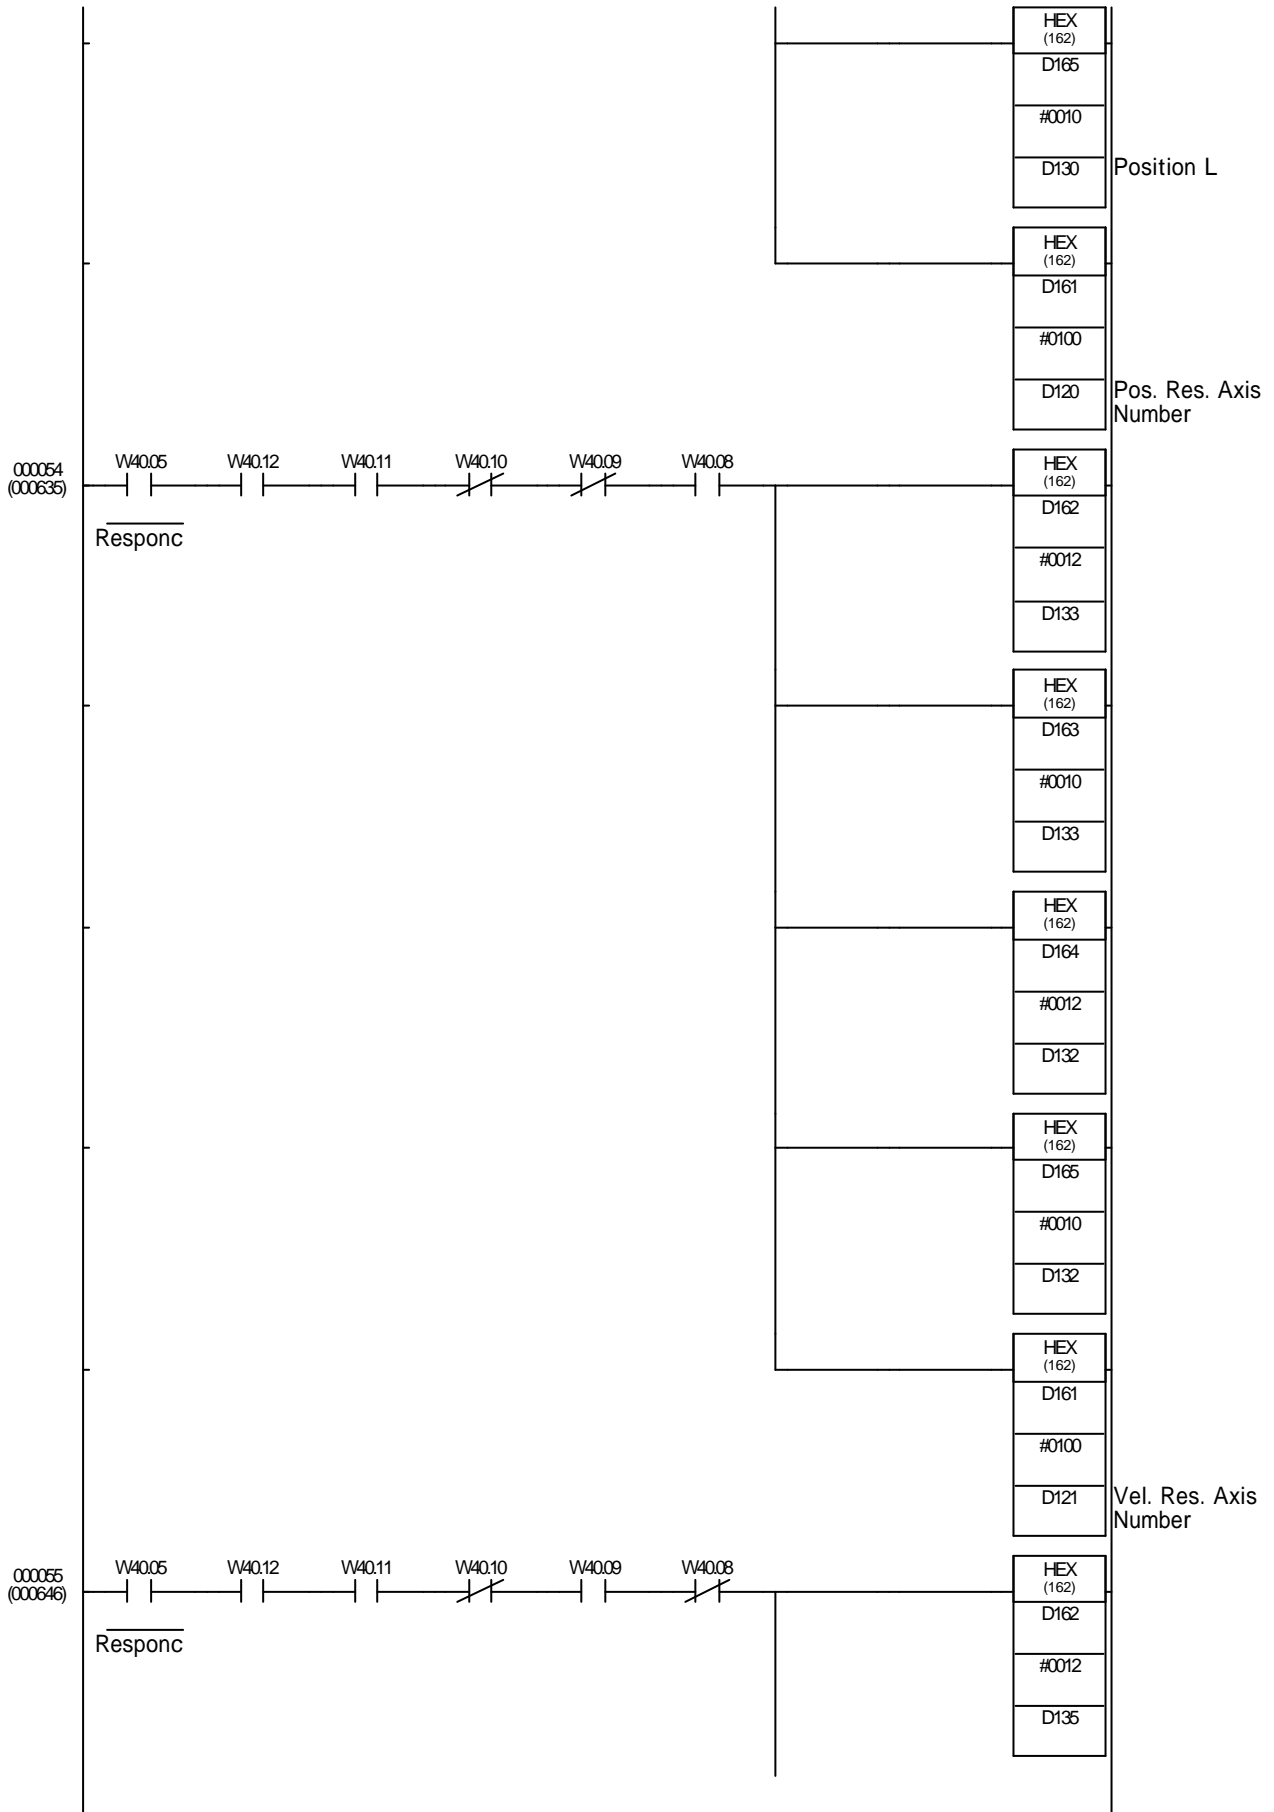 HEX
(162)
D165
#0010
D130
Position L
HEX
(162)
D161
#0100
D120
Pos. Res. Axis
Number
000054
(000635)
W40.05
W40.12
W40.11
W40.10
W40.09
W40.08
Responc
HEX
(162)
D162
#0012
D133
HEX
(162)
D163
#0010
D133
HEX
(162)
D164
#0012
D132
HEX
(162)
D165
#0010
D132
HEX
(162)
D161
#0100
D121
Vel. Res. Axis
Number
000055
(000646)
W40.05
W40.12
W40.11
W40.10
W40.09
W40.08
Responc
HEX
(162)
D162
#0012
D135